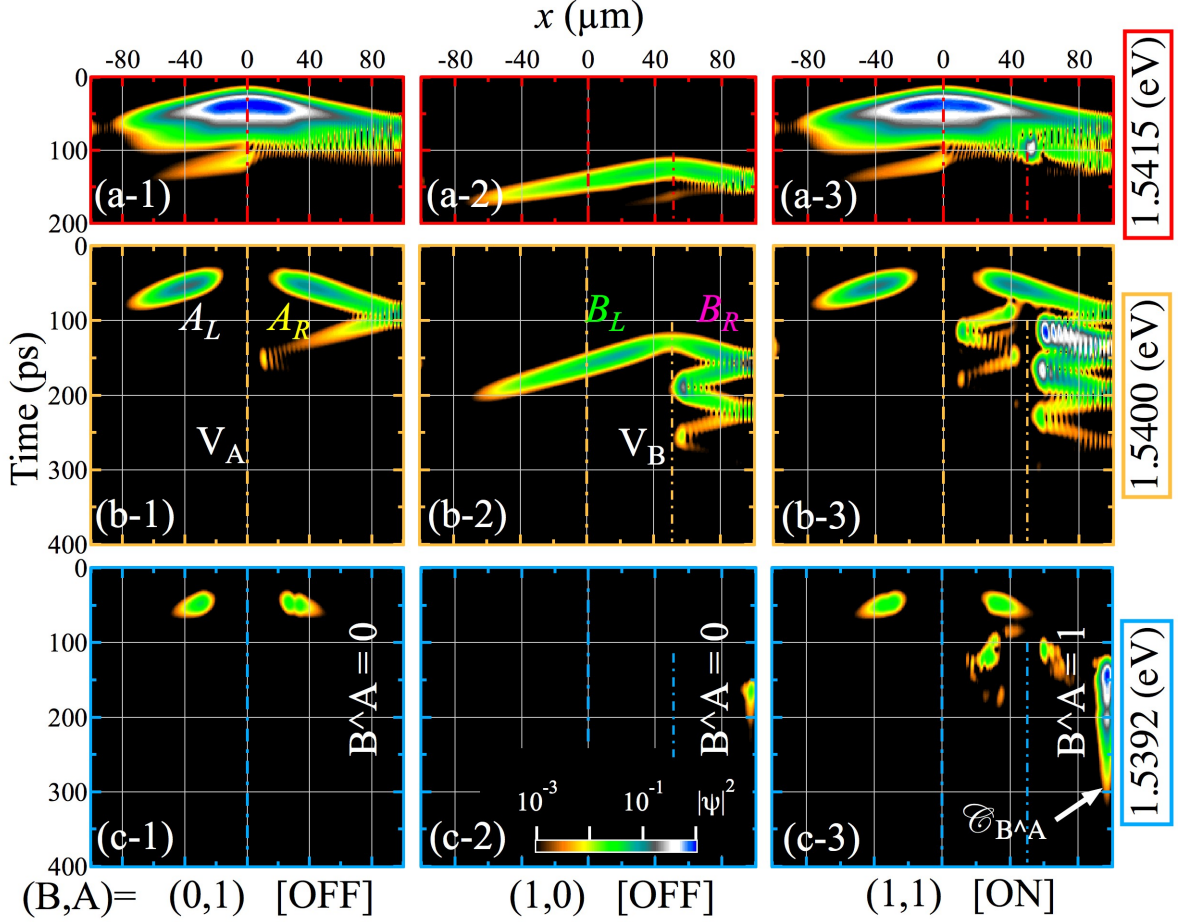 x (μm)
-80 -40 0 40 80 -80 -40 0 40 80 -80 -40 0 40 80
0
100
200
(a-1) (a-2) (a-3)
1.5415 (eV)
Time (ps)
0
100
200
300
400
A_L A_R
V_A
(b-1)
B_L B_R
V_B
(b-2)
(b-3)
1.5400 (eV)
0
100
200
300
400
B^A = 0
(c-1)
B^A = 0
10^-3 10^-1 |ψ|^2
(c-2)
B^A = 1
𝒞_B^A
(c-3)
1.5392 (eV)
(B,A)= (0,1) [OFF] (1,0) [OFF] (1,1) [ON]